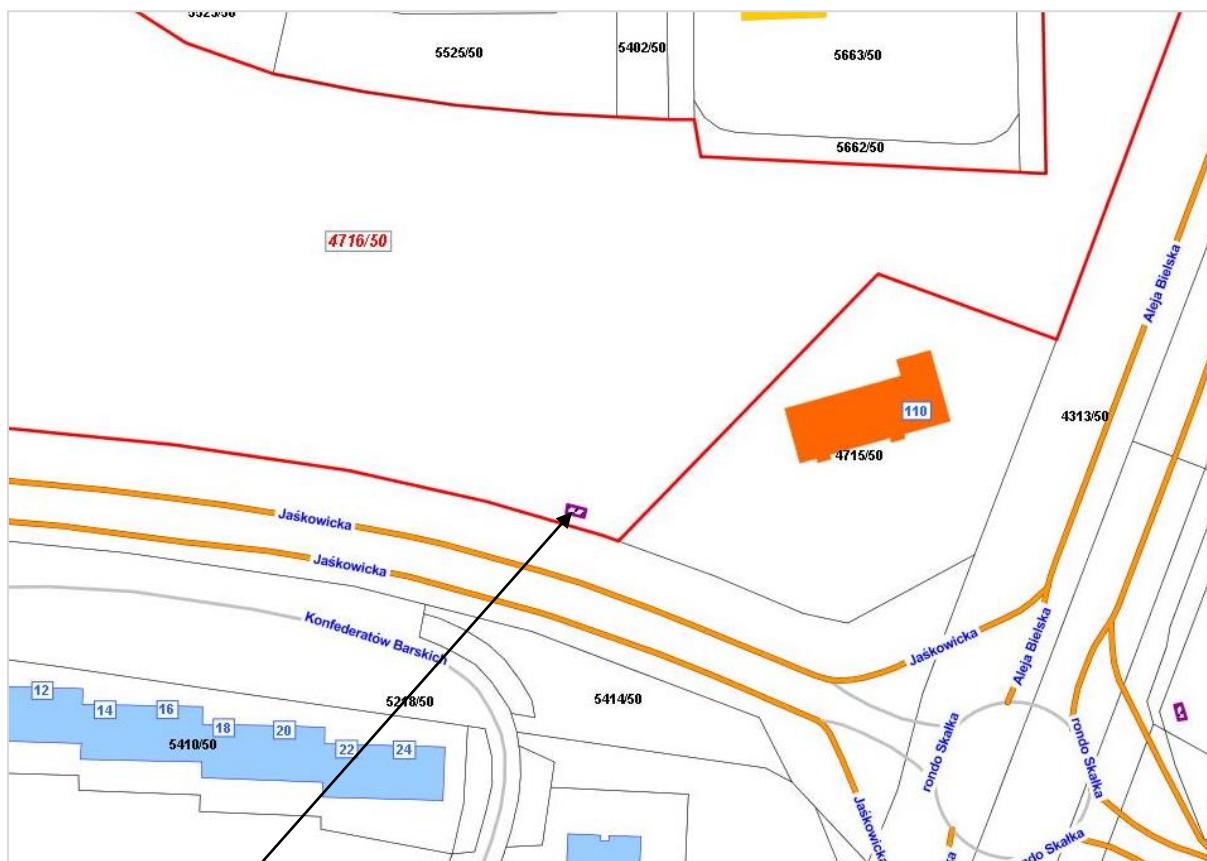 5525/50
5402/50
5663/50
5662/50
4716/50
Aleja Bielska
110
4313/50
4715/50
Jaśkowicka
Jaśkowicka
Konfederatów Barskich
Jaśkowicka
Aleja Bielska
5218/50
5414/50
12
14
16
18
20
22
24
5410/50
rondo Skałka
rondo Skałka
Jaśkowicka
rondo Skałka